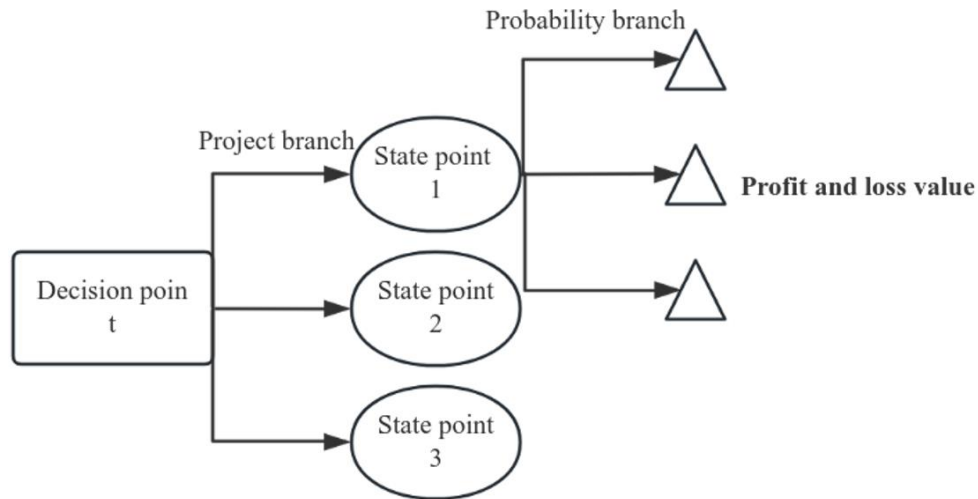 Probability branch
Project branch
State point
1
Profit and loss value
Decision poin
t
State point
2
State point
3